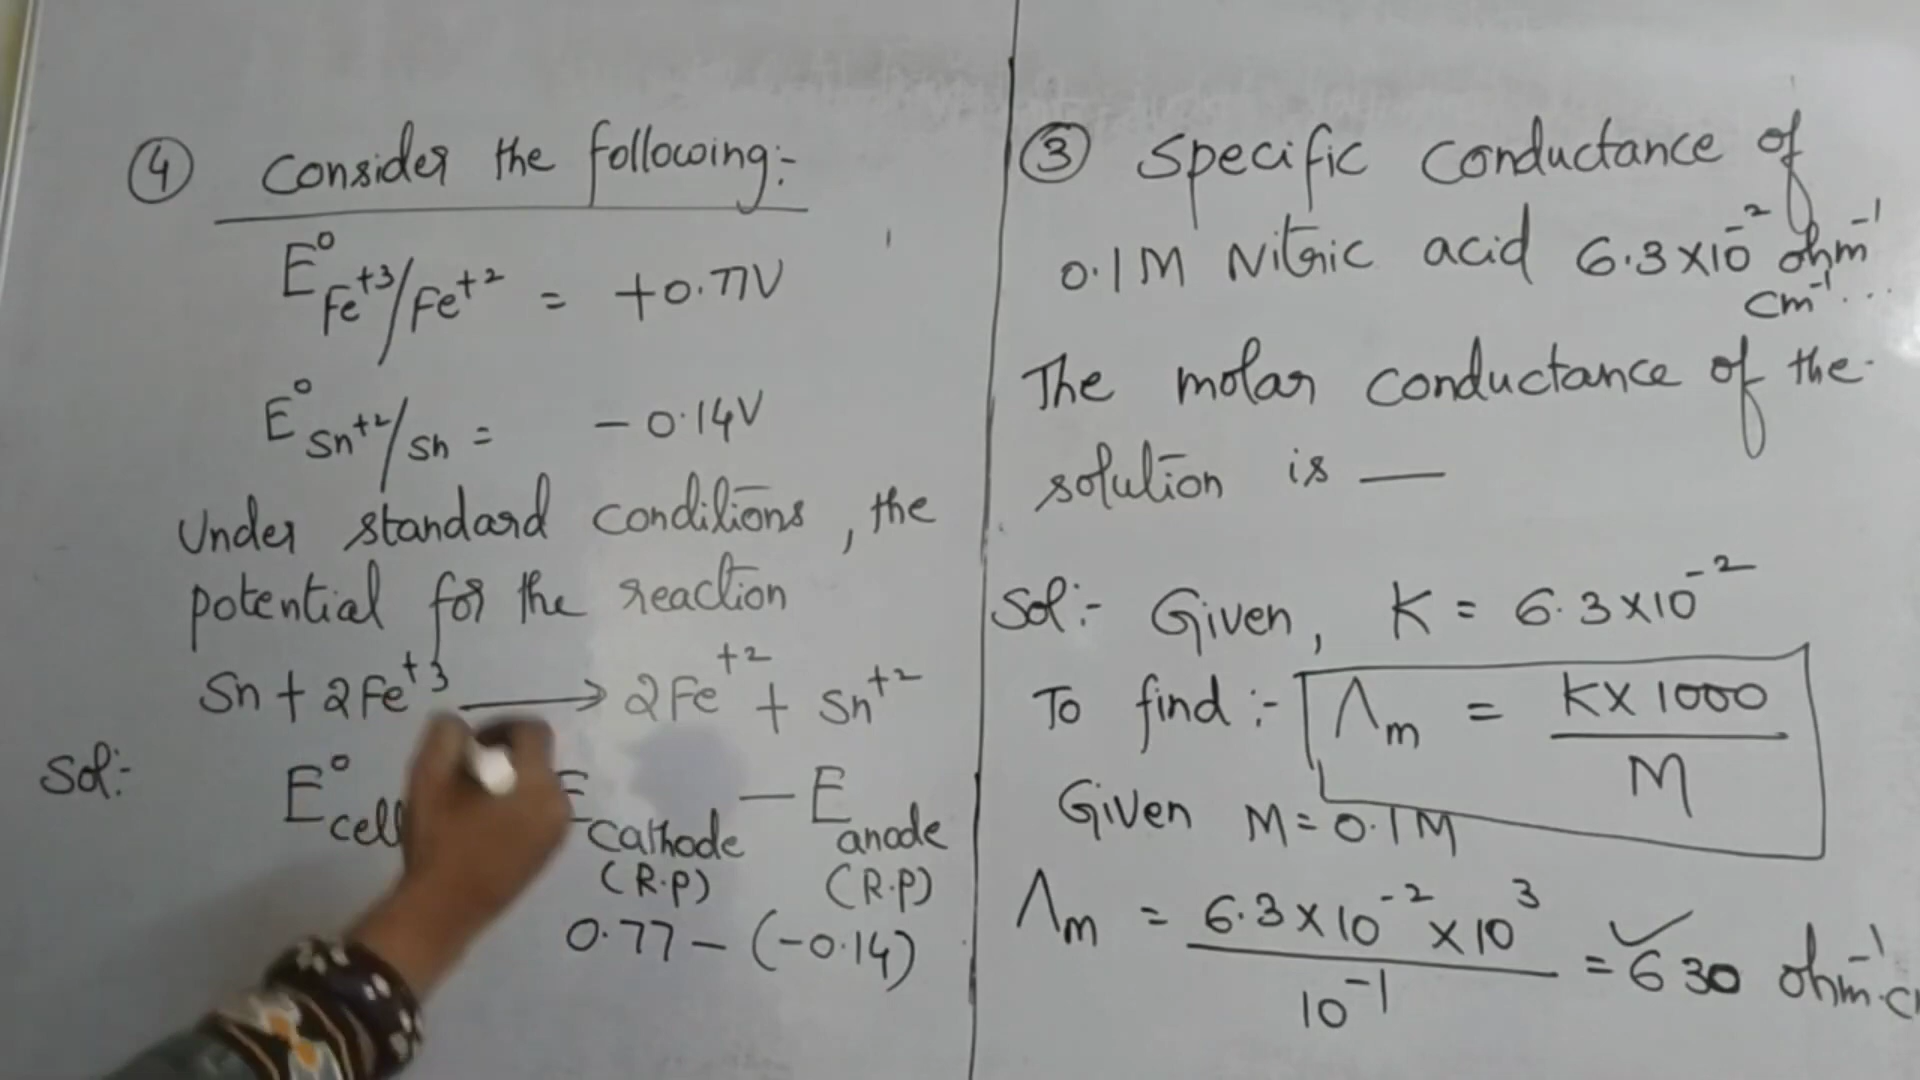 ④ Consider the following:-
E⁰ Fe⁺³/Fe⁺² = +0.77V
E⁰ Sn⁺²/Sn = - 0.14V
Under standard conditions, the
potential for the reaction
Sn + 2Fe⁺³ ⟶ 2Fe⁺² + Sn⁺²
Sol:- E⁰cell E cathode - E anode
(R.P) (R.P)
0.77 - (-0.14)
③ Specific conductance of
0.1M Nitric acid 6.3×10⁻² ohm⁻¹
cm⁻¹...
The molar conductance of the
solution is —
Sol:- Given, K = 6.3×10⁻²
To find :- Λm = K× 1000 / M
Given M = 0.1M
Λm = 6.3×10⁻² ×10³ / 10⁻¹ = 630 ohm⁻¹.